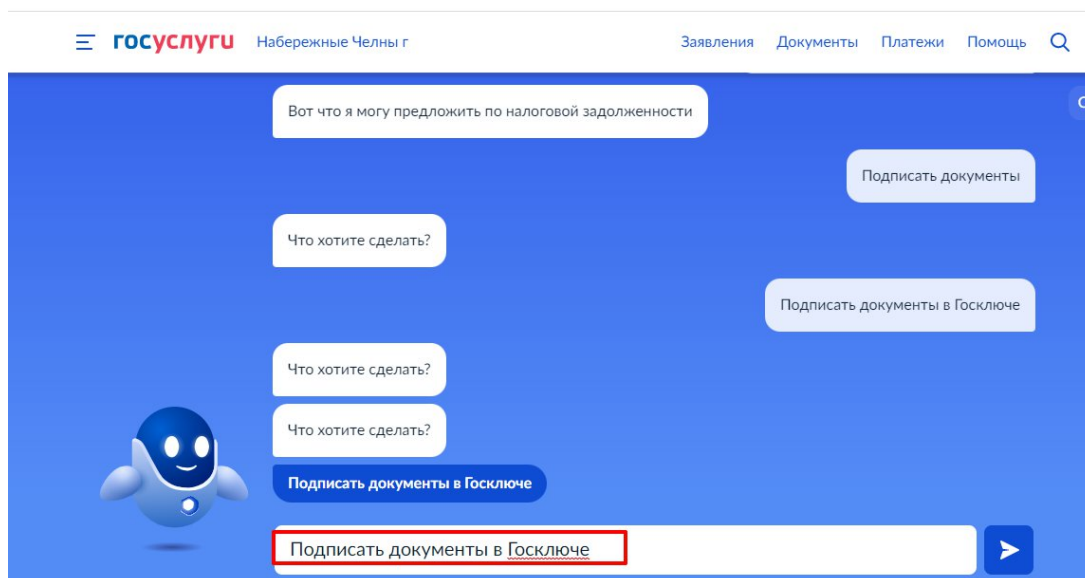 госуслуги Набережные Челны г Заявления Документы Платежи Помощь
Вот что я могу предложить по налоговой задолженности
Подписать документы
Что хотите сделать?
Подписать документы в Госключе
Что хотите сделать?
Что хотите сделать?
Подписать документы в Госключе
Подписать документы в Госключе